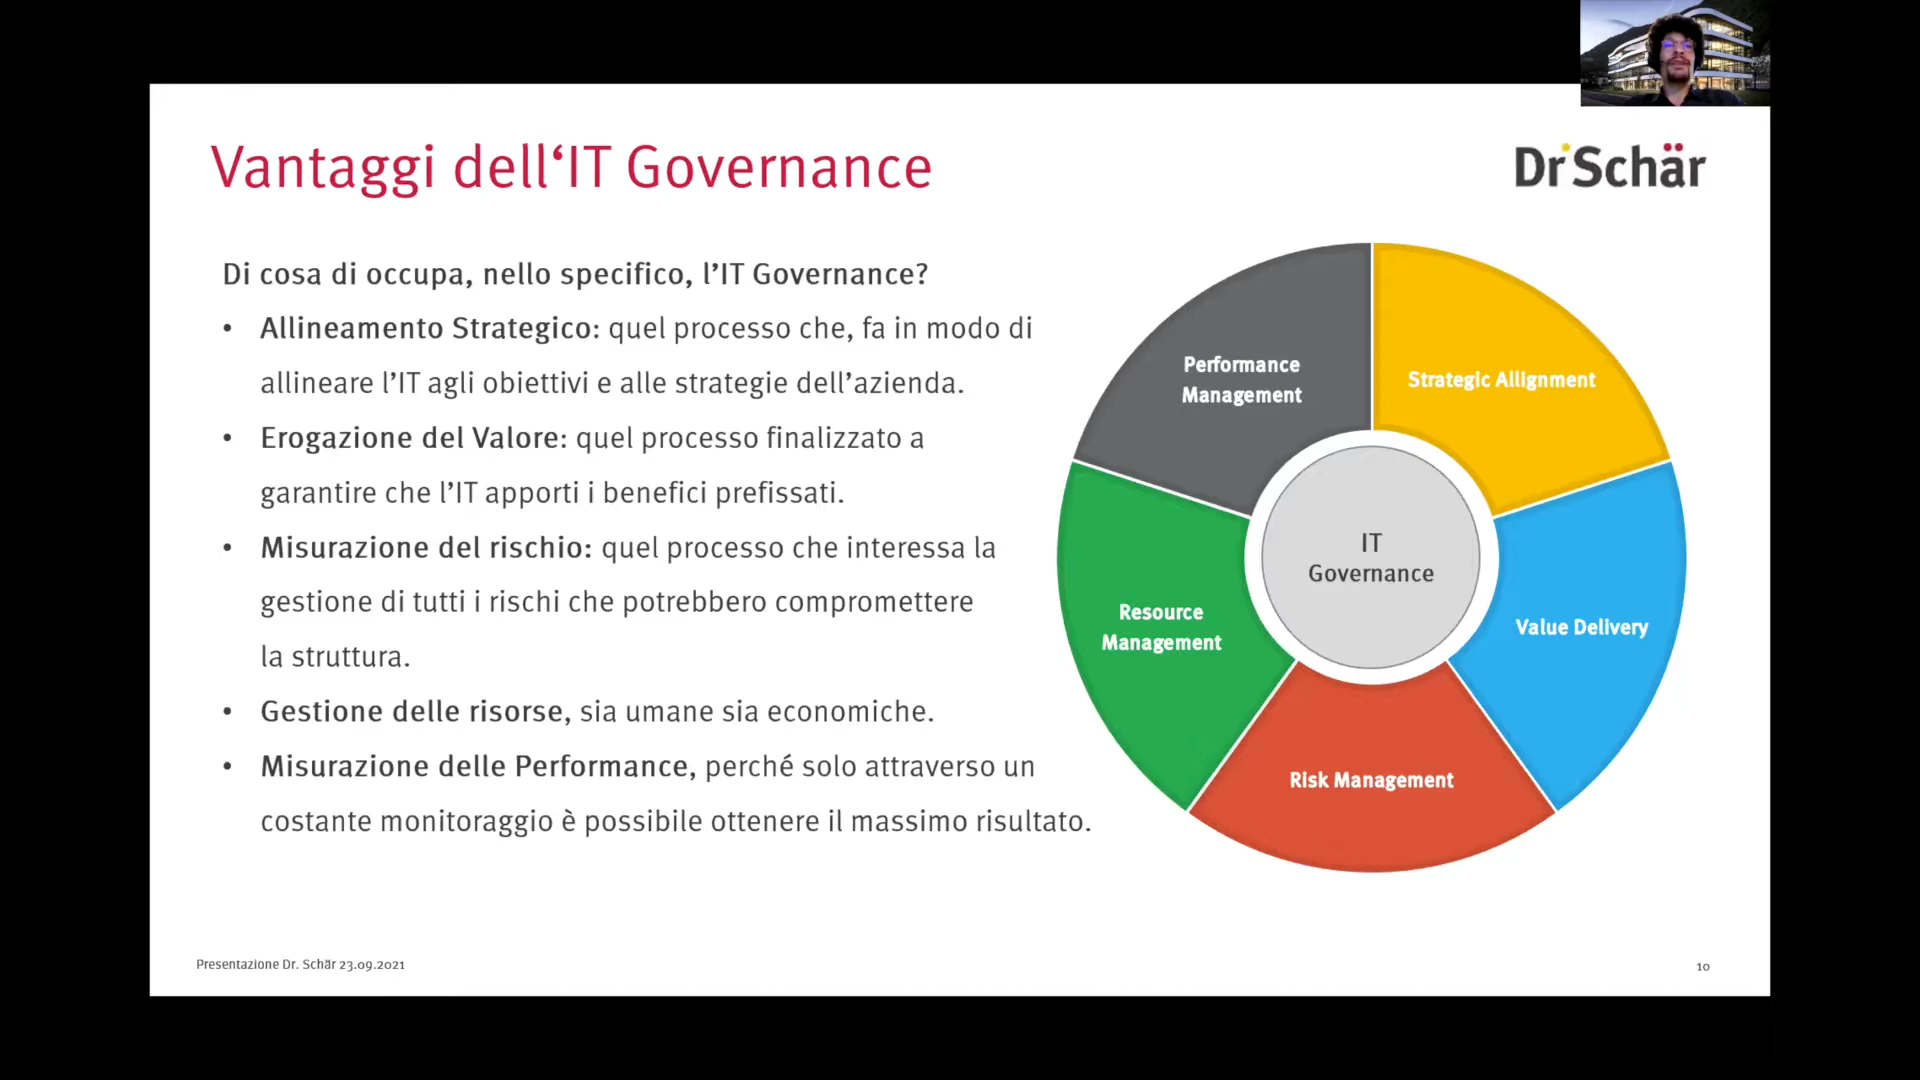 Vantaggi dell‘IT Governance
Dr Schär
Di cosa di occupa, nello specifico, l’IT Governance?
• Allineamento Strategico: quel processo che, fa in modo di
allineare l’IT agli obiettivi e alle strategie dell’azienda.
• Erogazione del Valore: quel processo finalizzato a
garantire che l’IT apporti i benefici prefissati.
• Misurazione del rischio: quel processo che interessa la
gestione di tutti i rischi che potrebbero compromettere
la struttura.
• Gestione delle risorse, sia umane sia economiche.
• Misurazione delle Performance, perché solo attraverso un
costante monitoraggio è possibile ottenere il massimo risultato.
Performance
Management
Strategic Allignment
IT
Governance
Resource
Management
Value Delivery
Risk Management
Presentazione Dr. Schär 23.09.2021
10